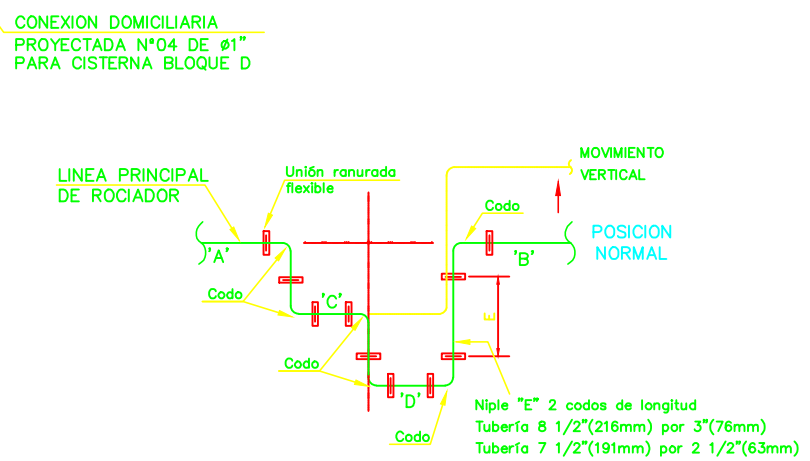 CONEXION DOMICILIARIA
PROYECTADA N°04 DE ø1"
PARA CISTERNA BLOQUE D
MOVIMIENTO
VERTICAL
LINEA PRINCIPAL
DE ROCIADOR
Unión ranurada
flexible
Codo
POSICION
NORMAL
'A'
'B'
Codo
'C'
E
Codo
'D'
Codo
Niple "E" 2 codos de longitud
Tubería 8 1/2"(216mm) por 3"(76mm)
Tubería 7 1/2"(191mm) por 2 1/2"(63mm)